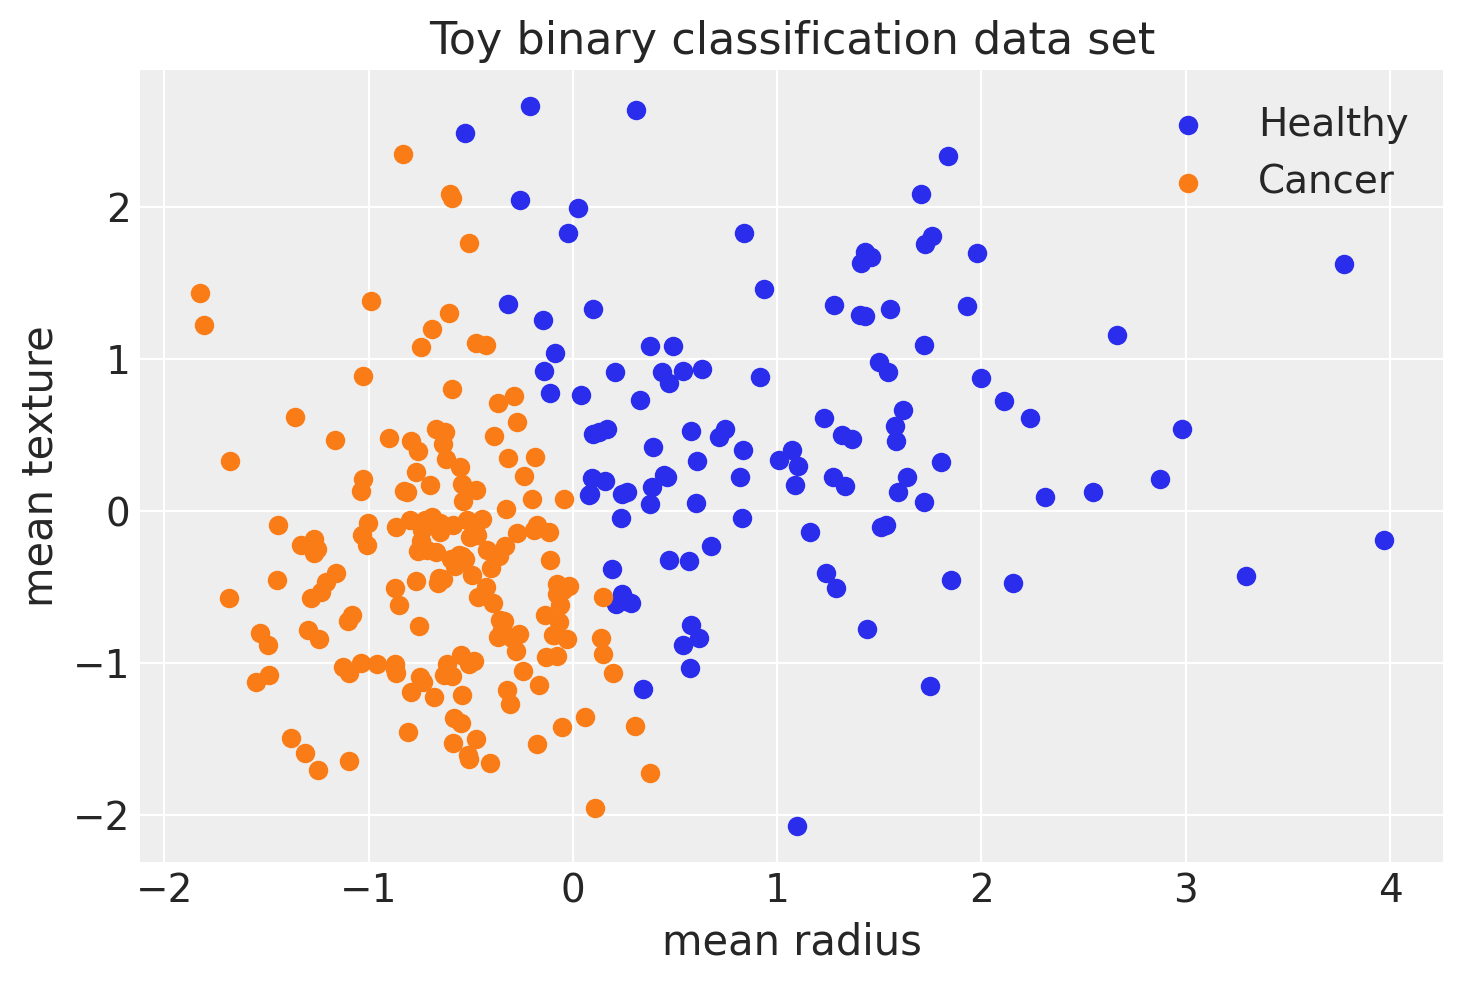 Toy binary classification data set
Healthy
Cancer
2
1
0
−1
−2
mean texture
−2 −1 0 1 2 3 4
mean radius